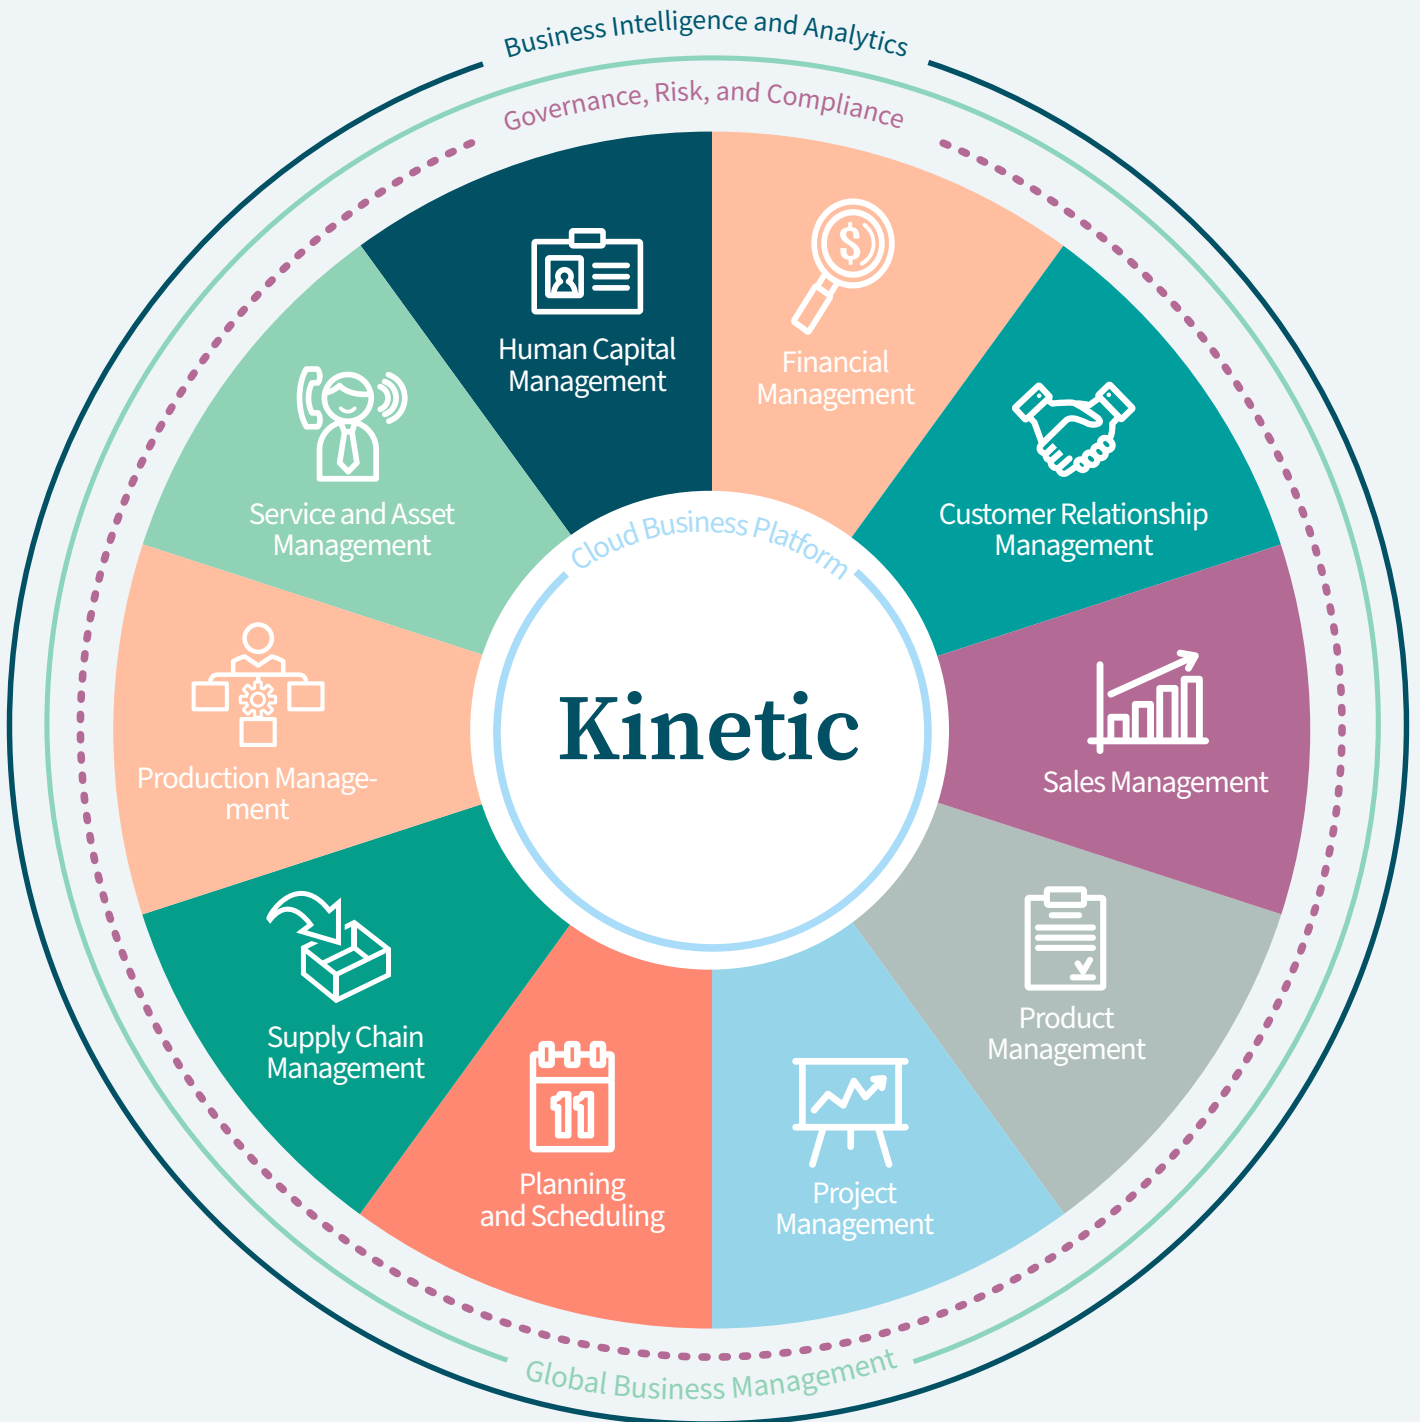 Business Intelligence and Analytics
Governance, Risk, and Compliance
Human Capital
Management
Financial
Management
Service and Asset
Management
Customer Relationship
Management
Cloud Business Platform
Kinetic
Production Manage-
ment
Sales Management
Supply Chain
Management
Product
Management
11
Planning
and Scheduling
Project
Management
Global Business Management
$